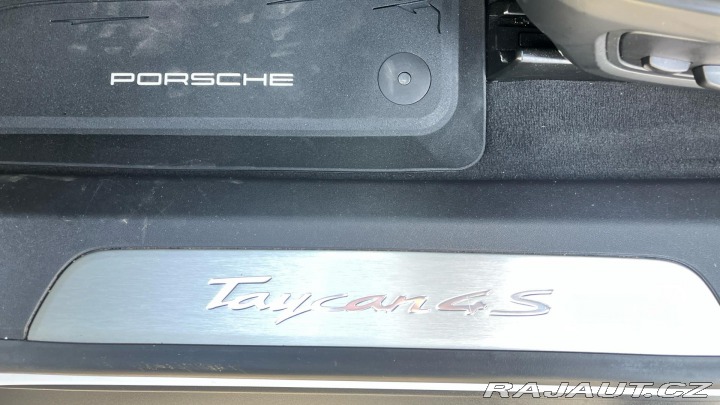 PORSCHE
Taycan 4S
RAJAUT.CZ